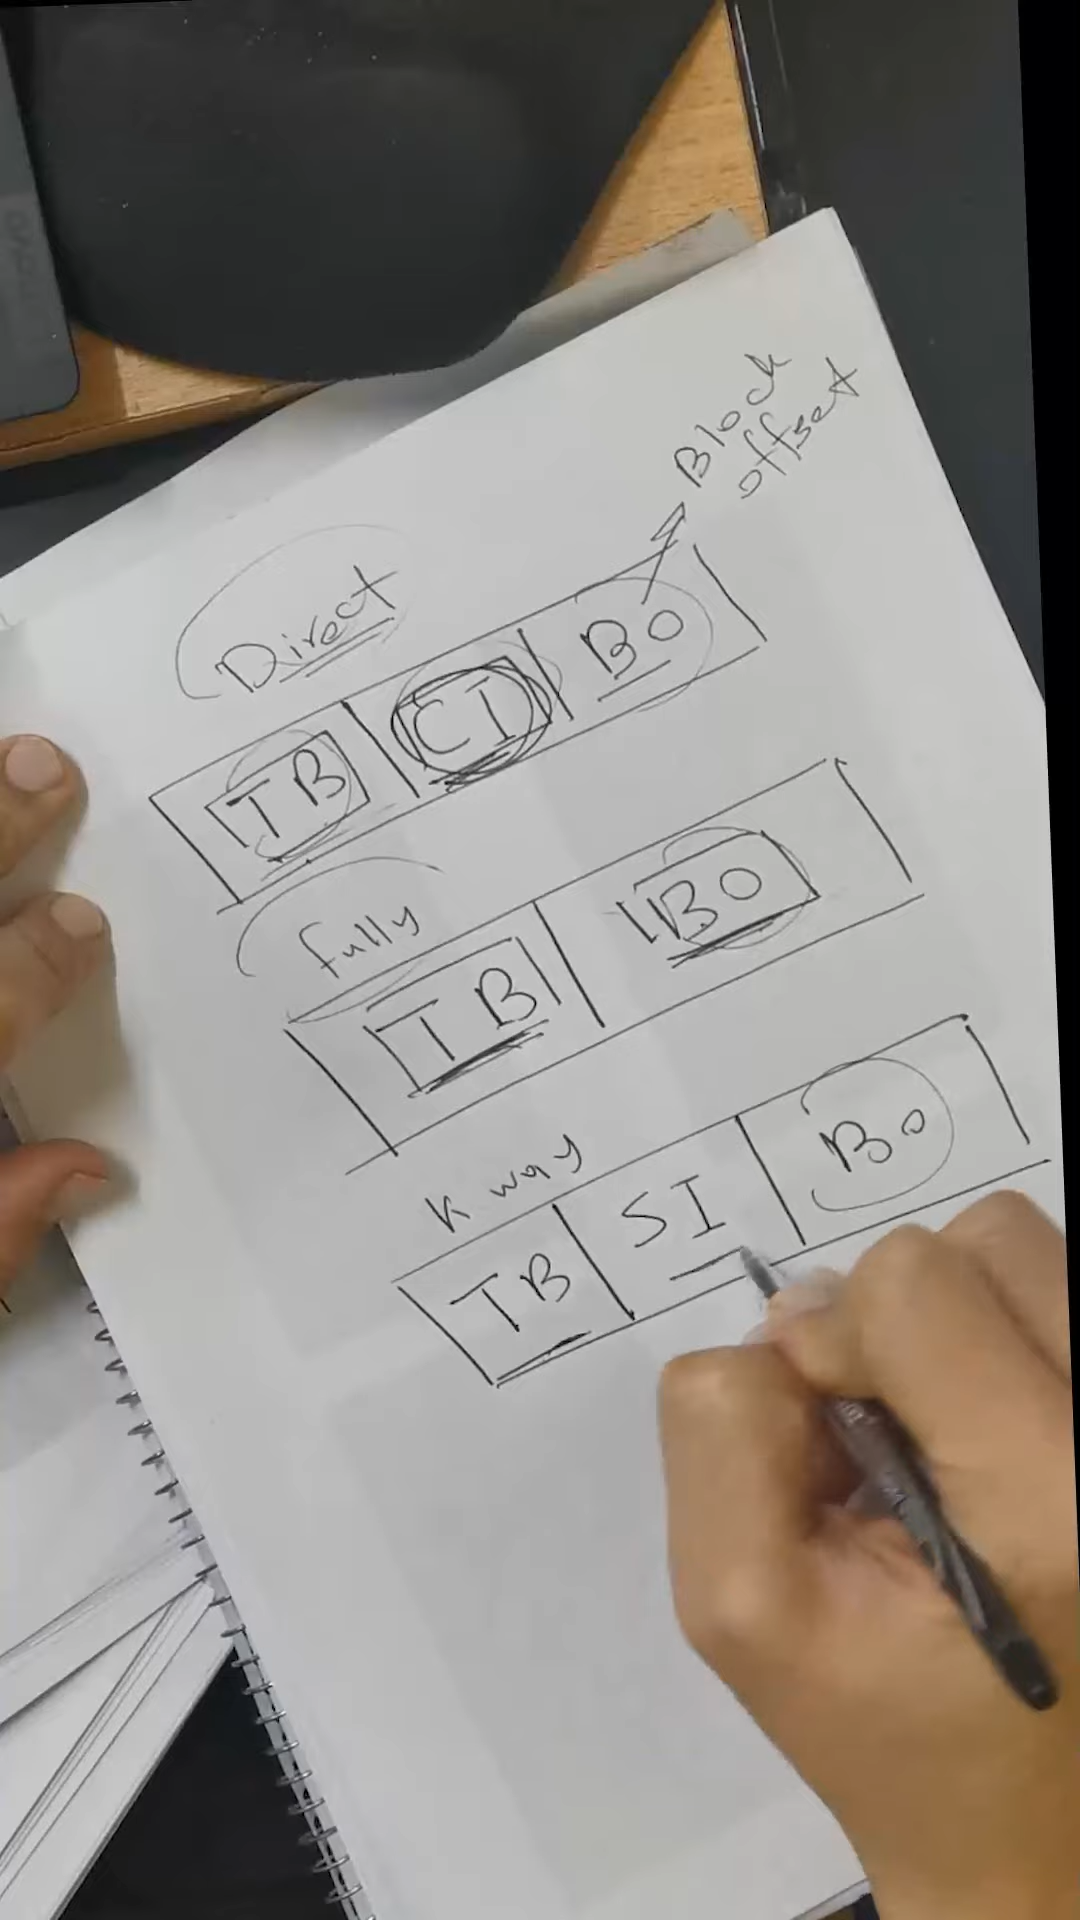 Block
offset
Direct
TB CI BO
fully
TB BO
K way
TB SI BO